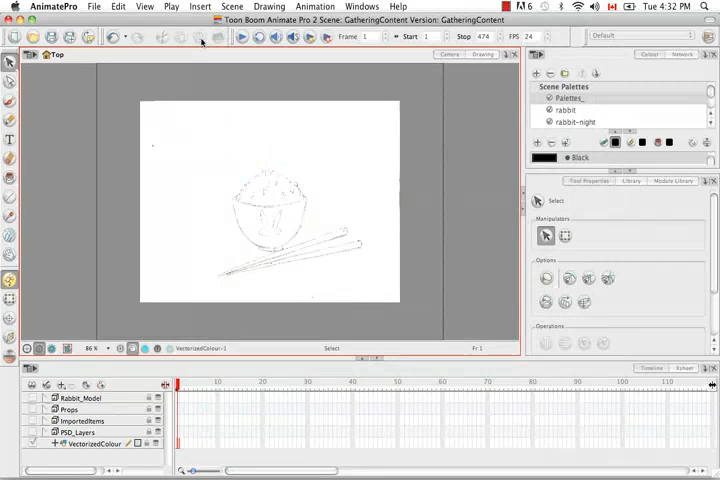 AnimatePro File Edit View Play Insert Scene Drawing Animation Windows Help 6 Tue 4:32 PM
Toon Boom Animate Pro 2 Scene: GatheringContent Version: GatheringContent
Frame 1 Start 1 Stop 474 FPS 24 Default
Top Camera Drawing
Colour Network
Scene Palettes
Palettes_
rabbit
rabbit-night
Black
Tool Properties Library Module Library
Select
Manipulators
Options
Operations
86 % VectorizedColour-1 Select Fr 1
Timeline Xsheet
10 20 30 40 50 60 70 80 90 100 110
Rabbit_Model
Props
ImportedItems
PSD_Layers
VectorizedColour